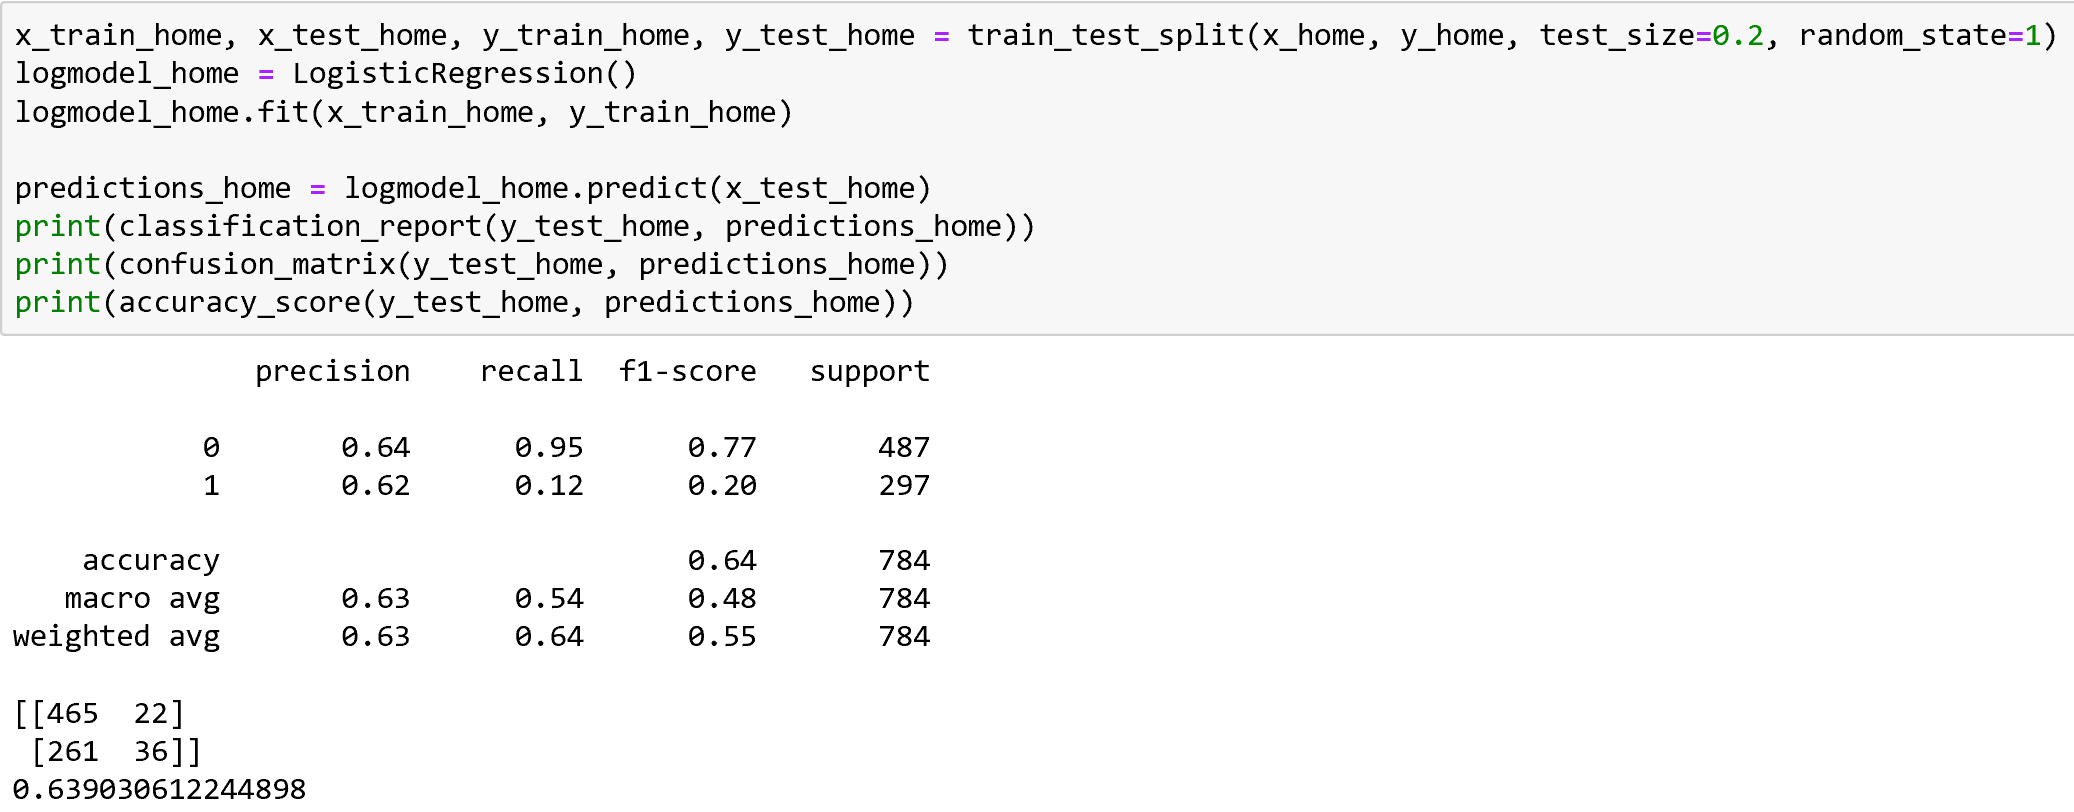 x_train_home, x_test_home, y_train_home, y_test_home = train_test_split(x_home, y_home, test_size=0.2, random_state=1)
logmodel_home = LogisticRegression()
logmodel_home.fit(x_train_home, y_train_home)

predictions_home = logmodel_home.predict(x_test_home)
print(classification_report(y_test_home, predictions_home))
print(confusion_matrix(y_test_home, predictions_home))
print(accuracy_score(y_test_home, predictions_home))

              precision    recall  f1-score   support

           0       0.64      0.95      0.77       487
           1       0.62      0.12      0.20       297

    accuracy                           0.64       784
   macro avg       0.63      0.54      0.48       784
weighted avg       0.63      0.64      0.55       784

[[465  22]
 [261  36]]
0.639030612244898